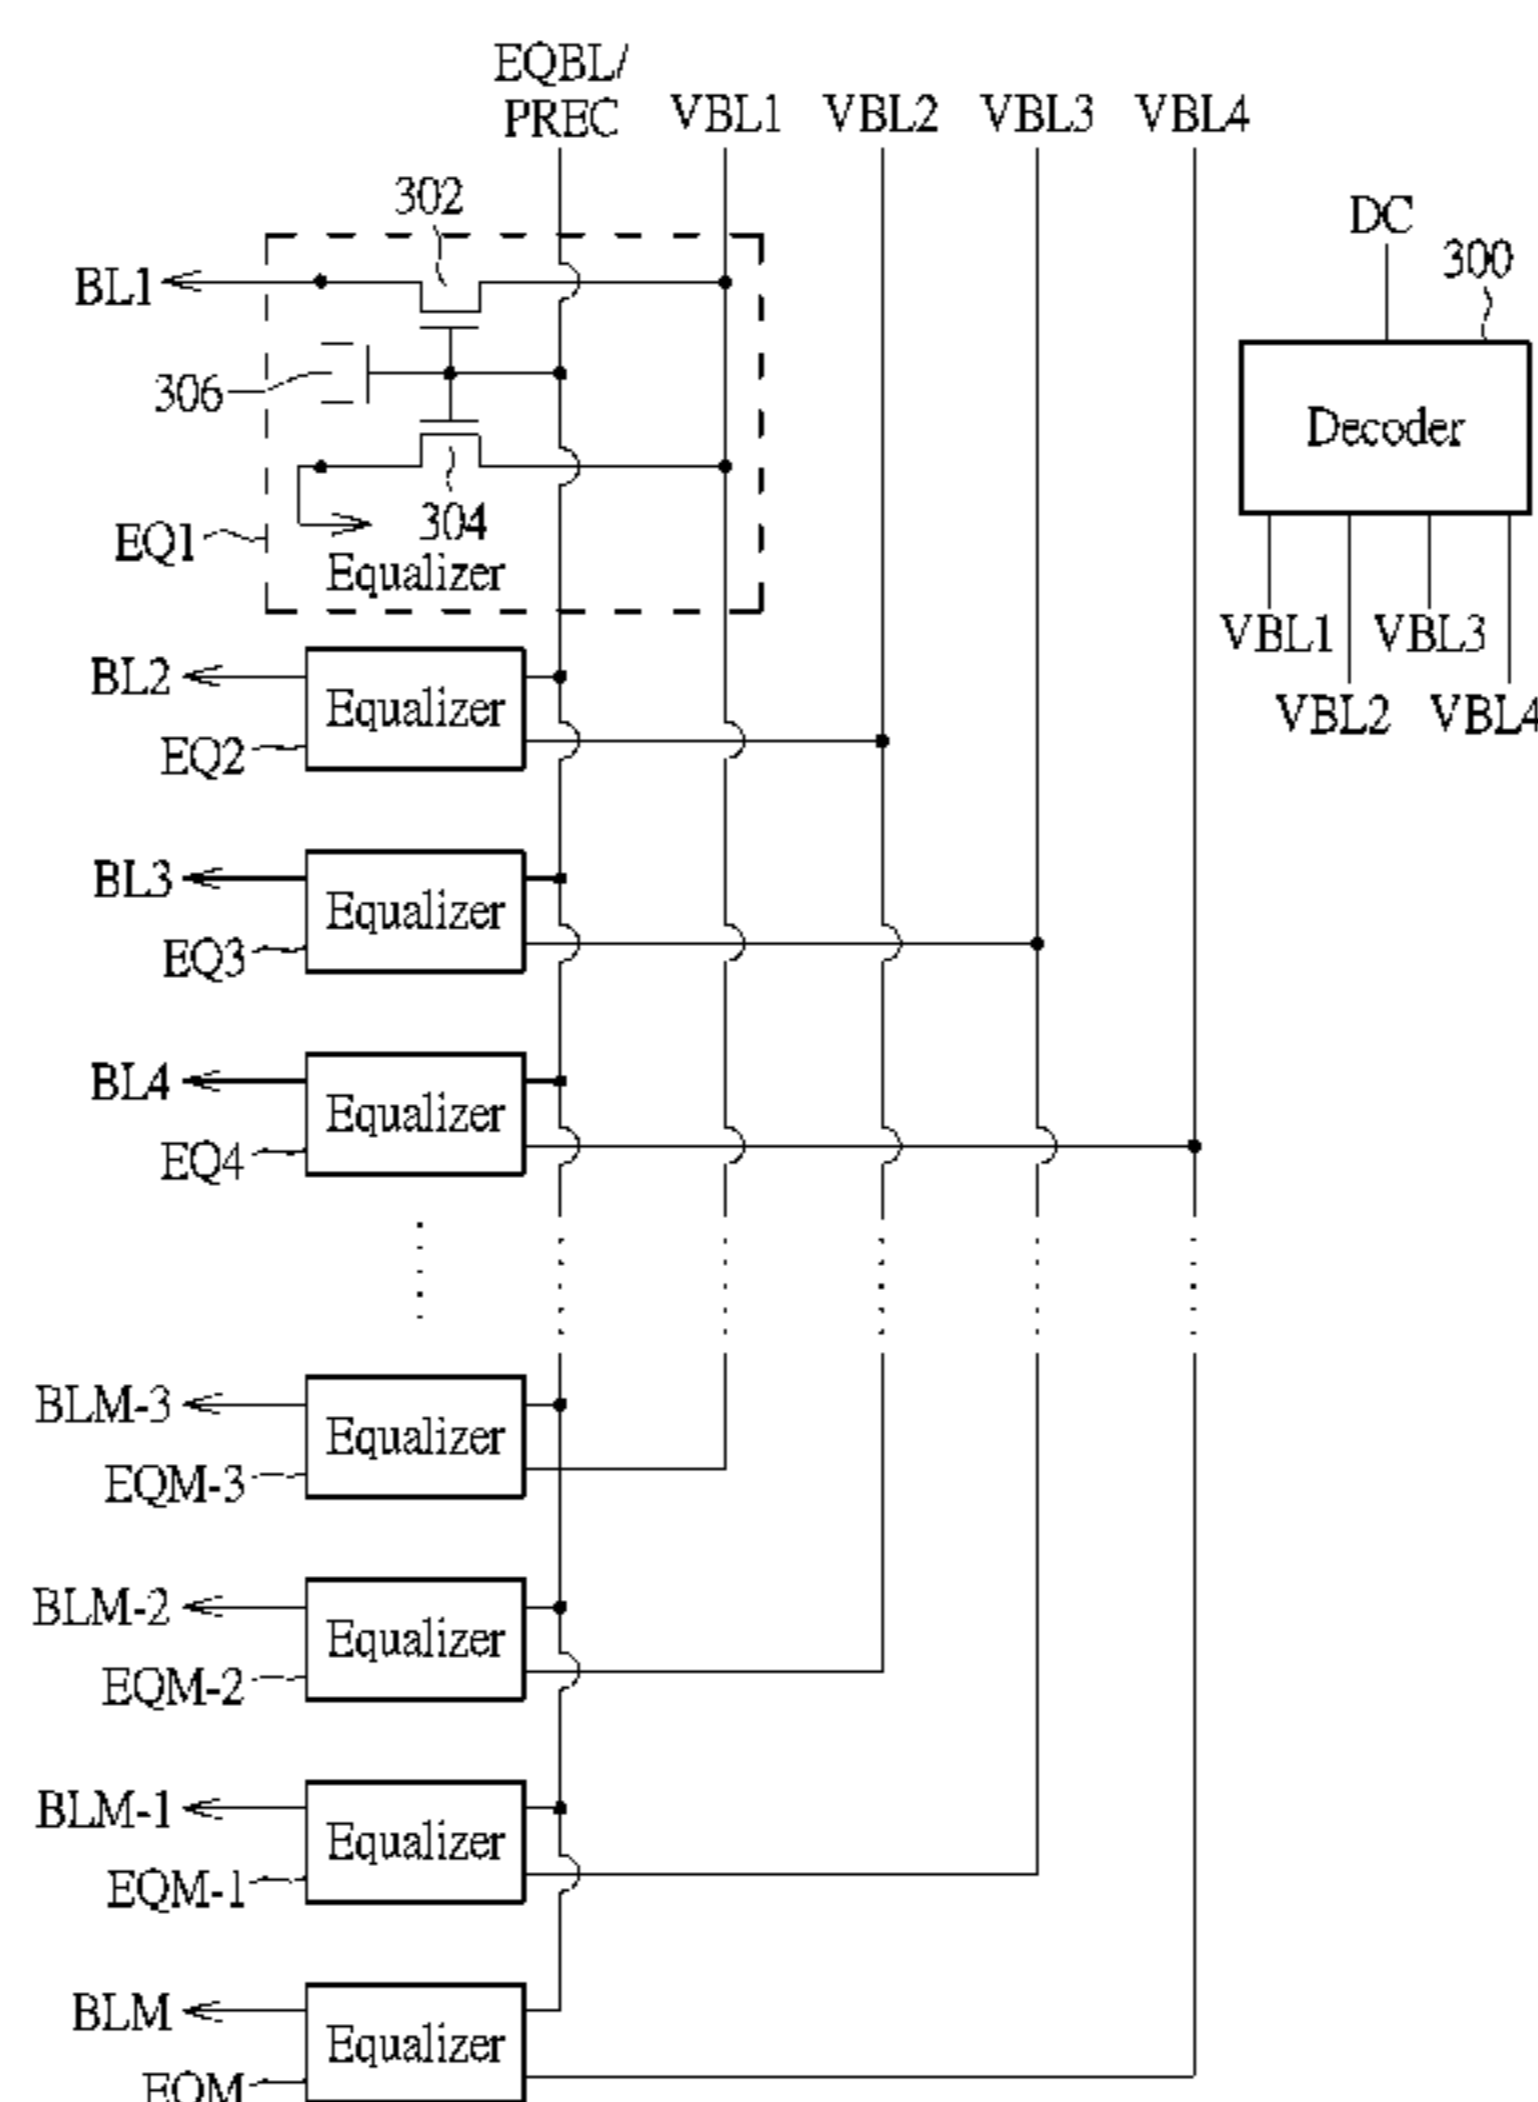 EQBL/
PREC
VBL1
VBL2
VBL3
VBL4
302
DC
300
BL1
306
Decoder
304
EQ1
Equalizer
VBL1
VBL3
VBL2
VBL4
BL2
Equalizer
EQ2
BL3
Equalizer
EQ3
BL4
Equalizer
EQ4
BLM-3
Equalizer
EQM-3
BLM-2
Equalizer
EQM-2
BLM-1
Equalizer
EQM-1
BLM
Equalizer
EQM